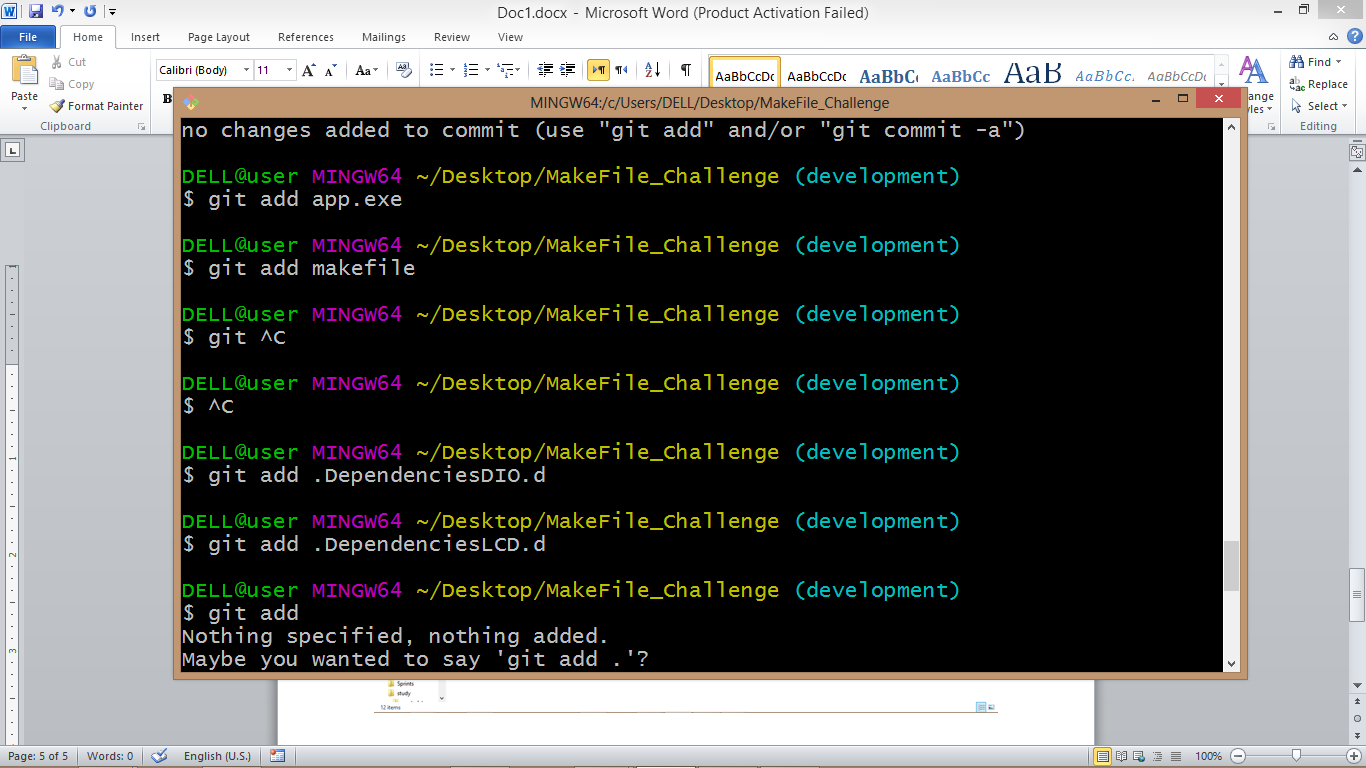 Doc1.docx - Microsoft Word (Product Activation Failed)
File Home Insert Page Layout References Mailings Review View
Paste
Cut
Copy
Format Painter
Clipboard
Calibri (Body) 11
B
AaBbCcDc AaBbCcDc AaBbCc AaBbCc AaB AaBbCc. AaBbCcDc
Find
Replace
Select
Editing
MINGW64:/c/Users/DELL/Desktop/MakeFile_Challenge
no changes added to commit (use "git add" and/or "git commit -a")
DELL@user MINGW64 ~/Desktop/MakeFile_Challenge (development)
$ git add app.exe
DELL@user MINGW64 ~/Desktop/MakeFile_Challenge (development)
$ git add makefile
DELL@user MINGW64 ~/Desktop/MakeFile_Challenge (development)
$ git ^C
DELL@user MINGW64 ~/Desktop/MakeFile_Challenge (development)
$ ^C
DELL@user MINGW64 ~/Desktop/MakeFile_Challenge (development)
$ git add .DependenciesDIO.d
DELL@user MINGW64 ~/Desktop/MakeFile_Challenge (development)
$ git add .DependenciesLCD.d
DELL@user MINGW64 ~/Desktop/MakeFile_Challenge (development)
$ git add
Nothing specified, nothing added.
Maybe you wanted to say 'git add .'?
Sprints
study
12 items
Page: 5 of 5 Words: 0 English (U.S.) 100%